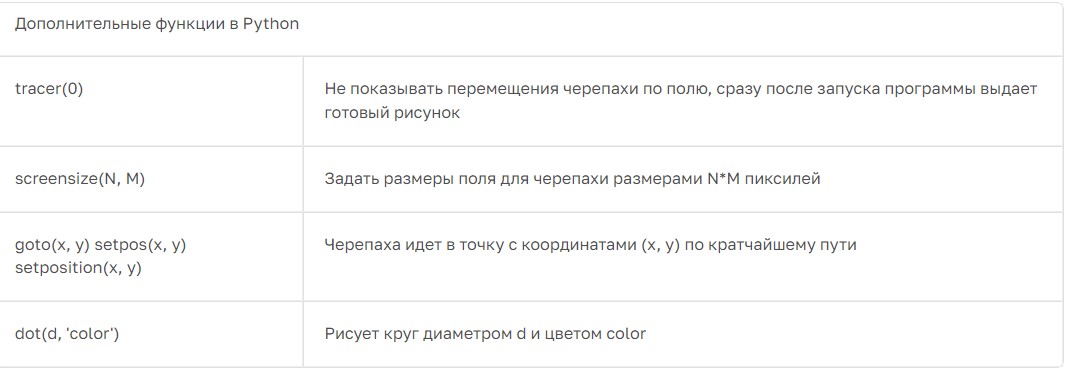 Дополнительные функции в Python
tracer(0)
Не показывать перемещения черепахи по полю, сразу после запуска программы выдает
готовый рисунок
screensize(N, M)
Задать размеры поля для черепахи размерами N*M пикселей
goto(x, y) setpos(x, y)
setposition(x, y)
Черепаха идет в точку с координатами (x, y) по кратчайшему пути
dot(d, 'color')
Рисует круг диаметром d и цветом color